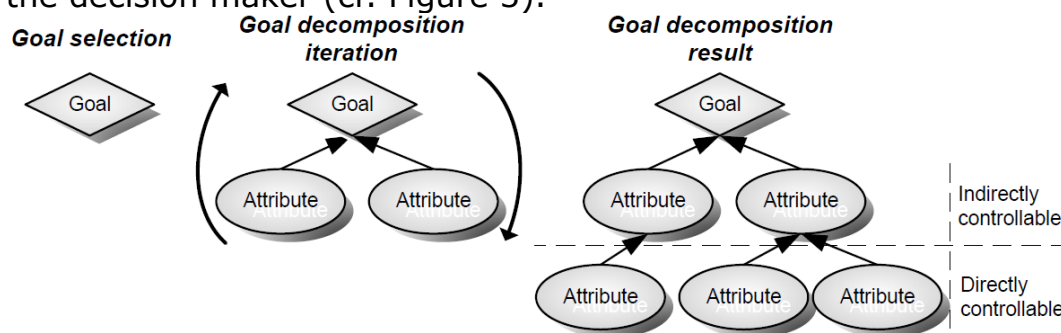 the decision maker (cf. Figure 5).
Goal selection
Goal decomposition
iteration
Goal decomposition
result
Goal
Goal
Goal
Attribute
Attribute
Attribute
Attribute
Indirectly
controllable
Attribute
Attribute
Attribute
Directly
controllable